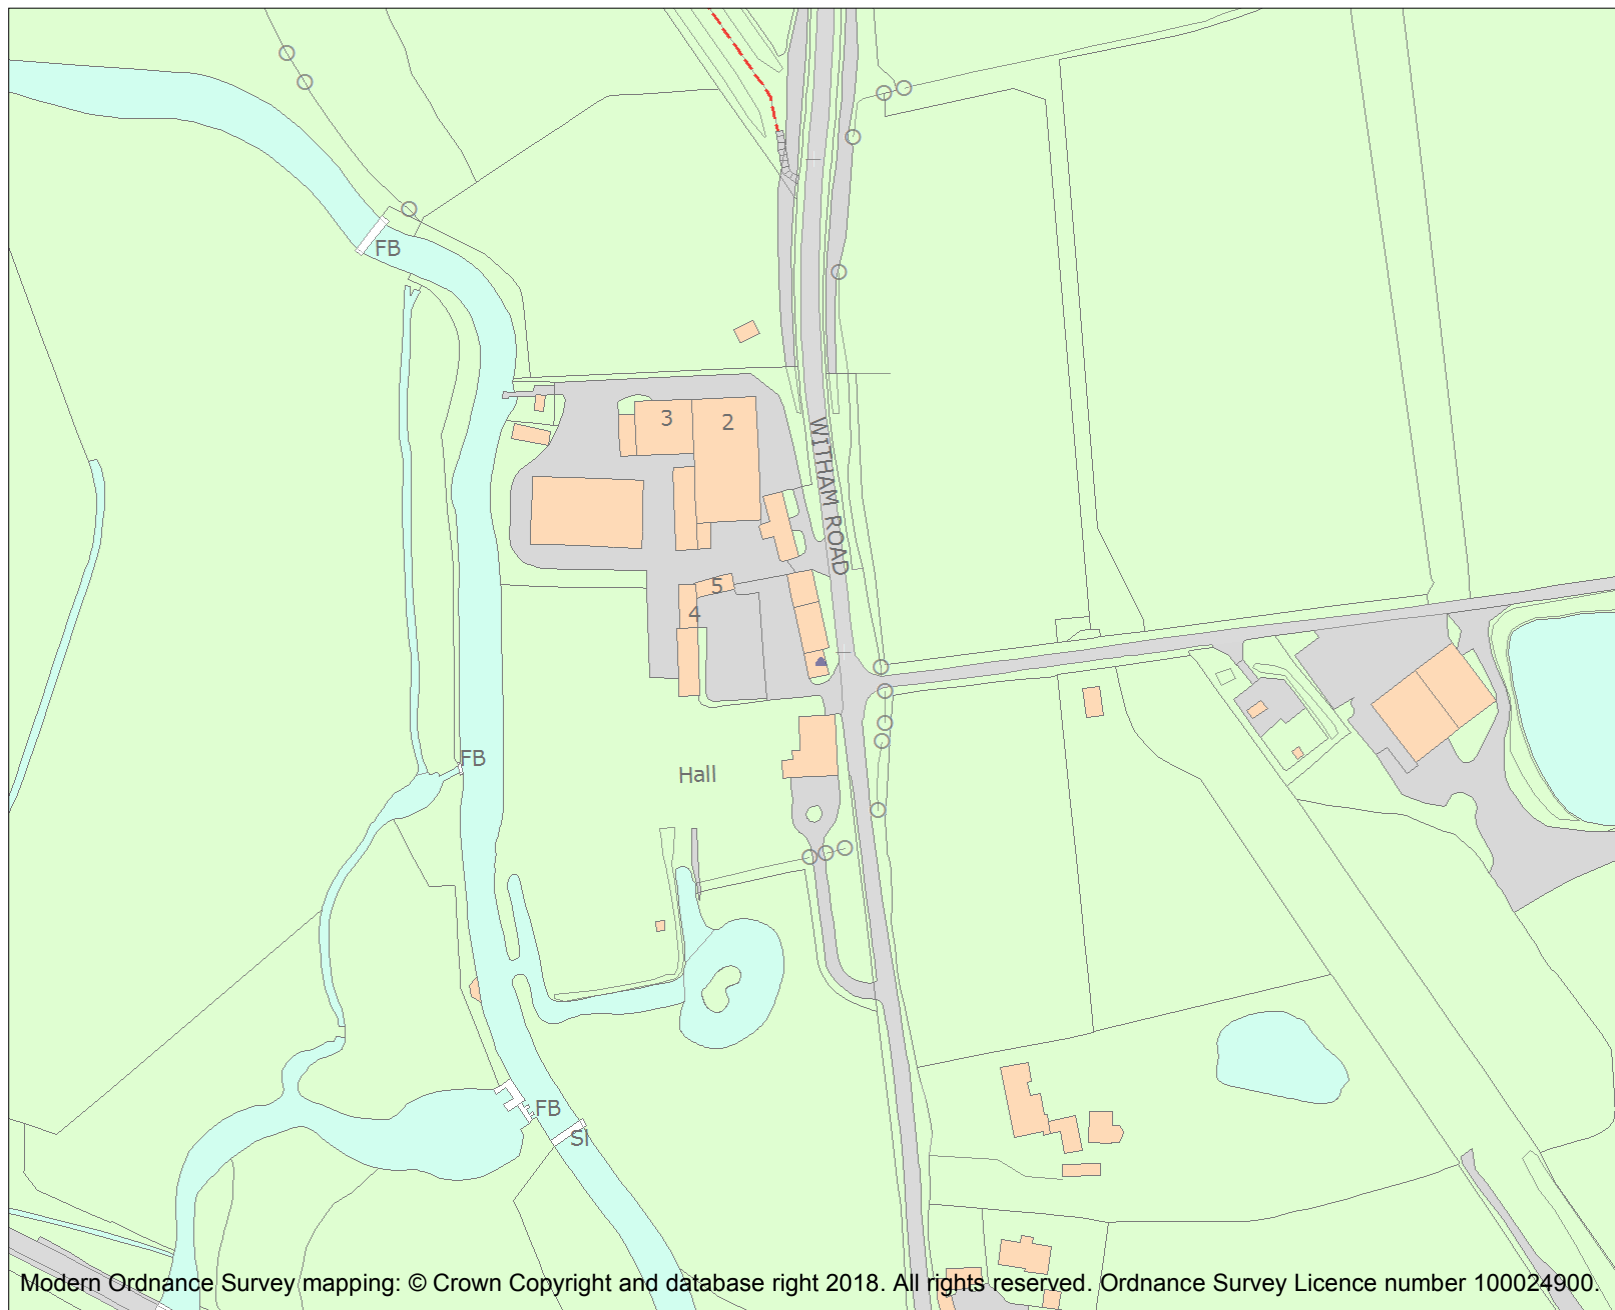 FB
3
2
WITHAM ROAD
5
4
FB
Hall
FB
Sl
Modern Ordnance Survey mapping: © Crown Copyright and database right 2018. All rights reserved. Ordnance Survey Licence number 100024900.